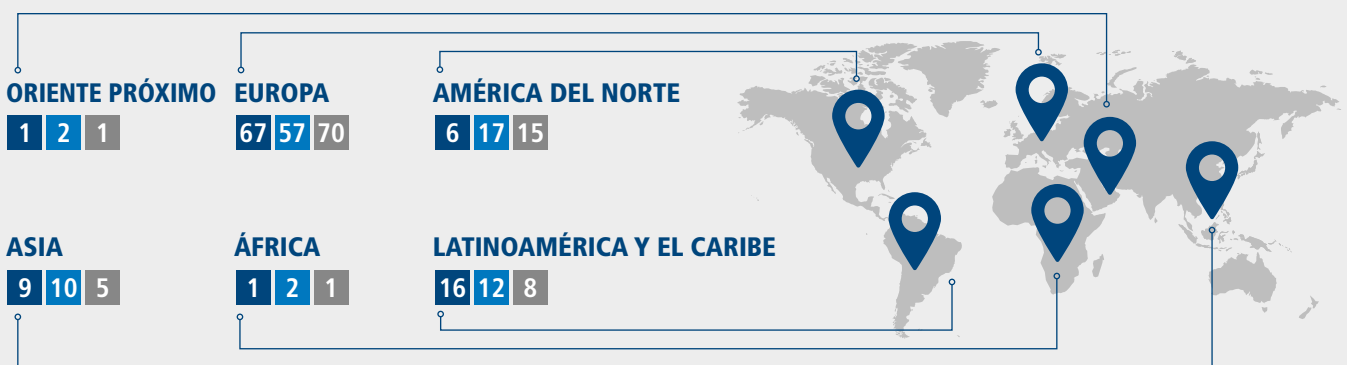 ORIENTE PRÓXIMO
1 2 1
EUROPA
67 57 70
AMÉRICA DEL NORTE
6 17 15
ASIA
9 10 5
ÁFRICA
1 2 1
LATINOAMÉRICA Y EL CARIBE
16 12 8